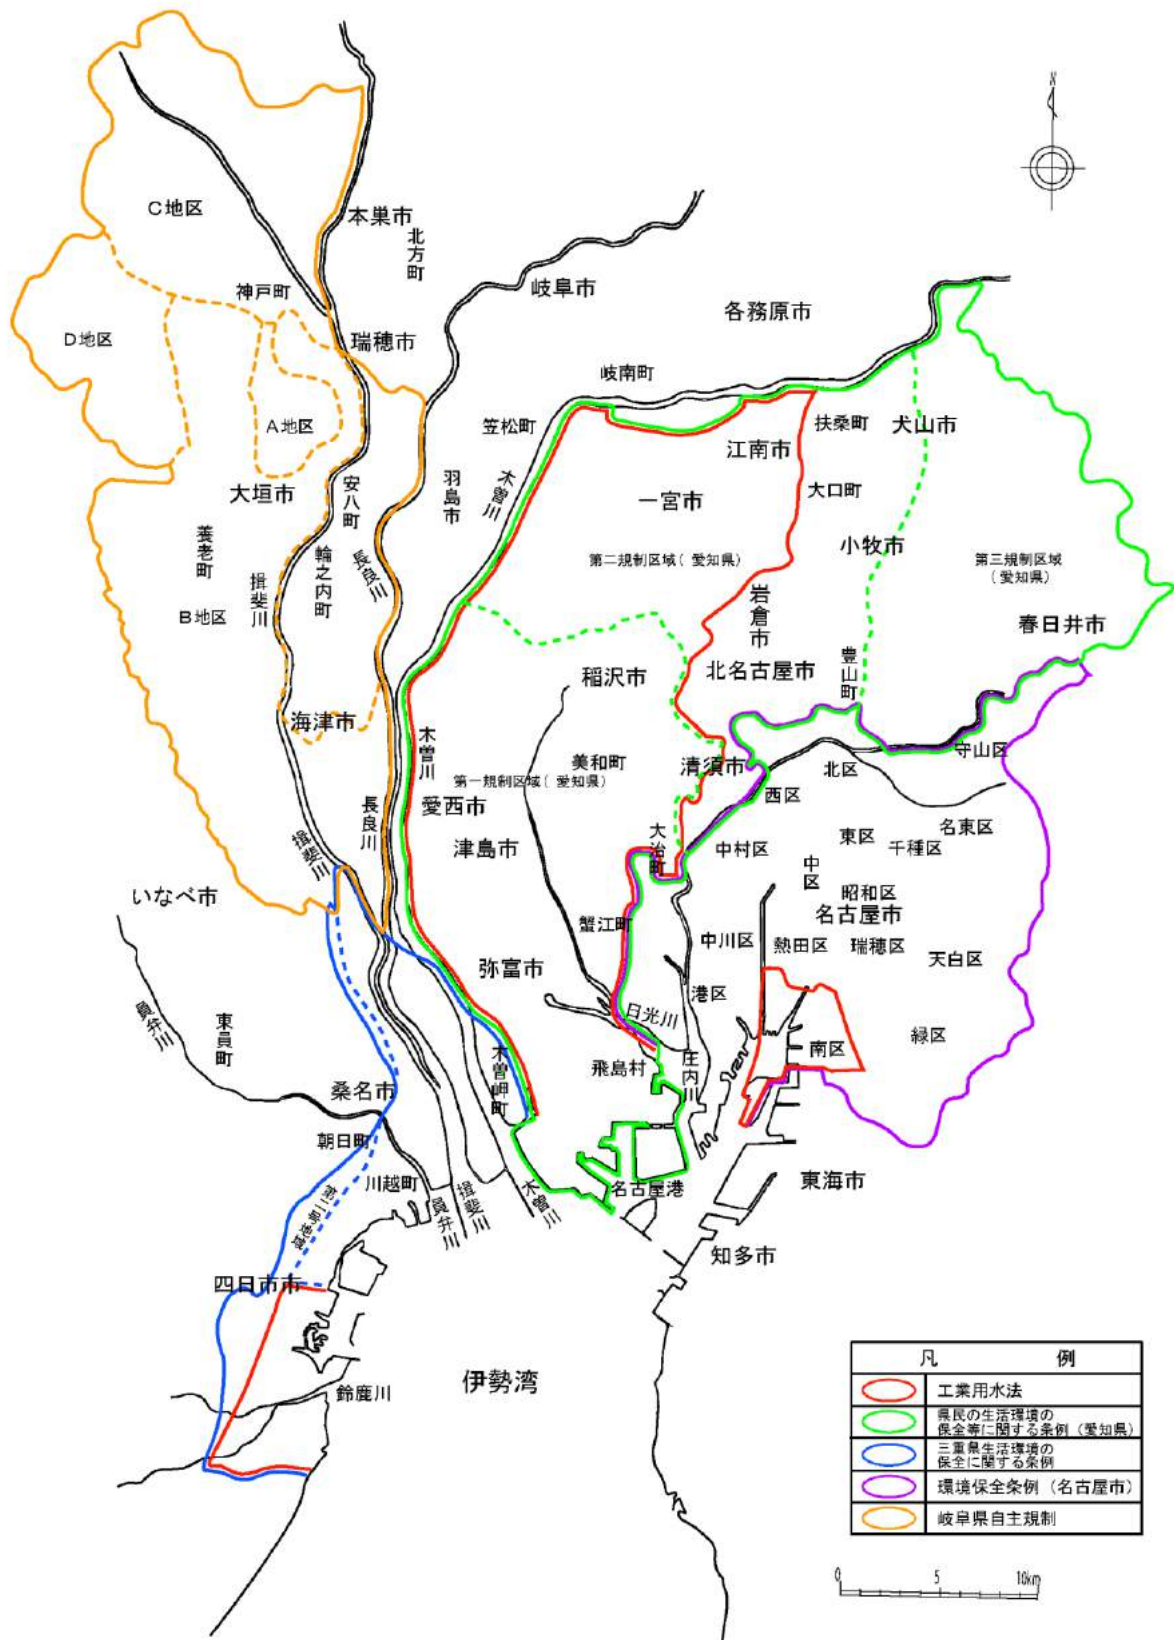 N
C地区
本巣市
北方町
神戸町
岐阜市
各務原市
D地区
瑞穂市
岐南町
A地区
笠松町
扶桑町
犬山市
江南市
大垣市
安八町
羽島市
木曽川
一宮市
大口町
養老町
輪之内町
長良川
小牧市
第二規制区域(愛知県)
第三規制区域
(愛知県)
揖斐川
B地区
岩倉市
春日井市
稲沢市
北名古屋市
豊山町
海津市
木曽川
美和町
清須市
北区
守山区
第一規制区域(愛知県)
西区
愛西市
長良川
津島市
大治町
中村区
東区
名東区
千種区
揖斐川
中区
昭和区
いなべ市
名古屋市
蟹江町
中川区
熱田区
瑞穂区
天白区
弥富市
港区
員弁川
東員町
日光川
緑区
南区
飛島村
庄内川
木曽岬町
桑名市
朝日町
川越町
名古屋港
東海市
員弁川
揖斐川
木曽川
第二号地域
知多市
四日市市
伊勢湾
鈴鹿川
凡 例
工業用水法
県民の生活環境の
保全等に関する条例(愛知県)
三重県生活環境の
保全に関する条例
環境保全条例(名古屋市)
岐阜県自主規制
0 5 10km